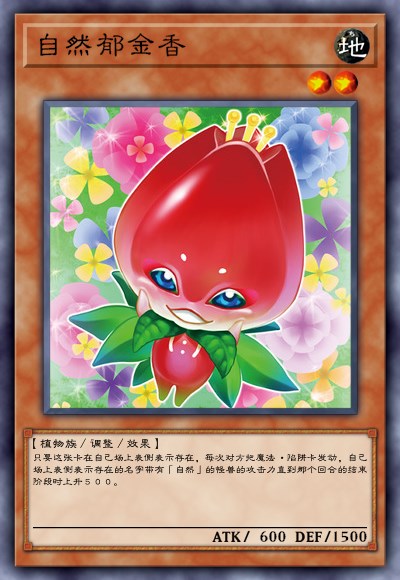 自然郁金香
地
【植物族／调整／效果】
只要这张卡在自己场上表侧表示存在，每次对方把魔法·陷阱卡发动，自己
场上表侧表示存在的名字带有「自然」的怪兽的攻击力直到那个回合的结束
阶段时上升５００。
ATK/ 600 DEF/1500